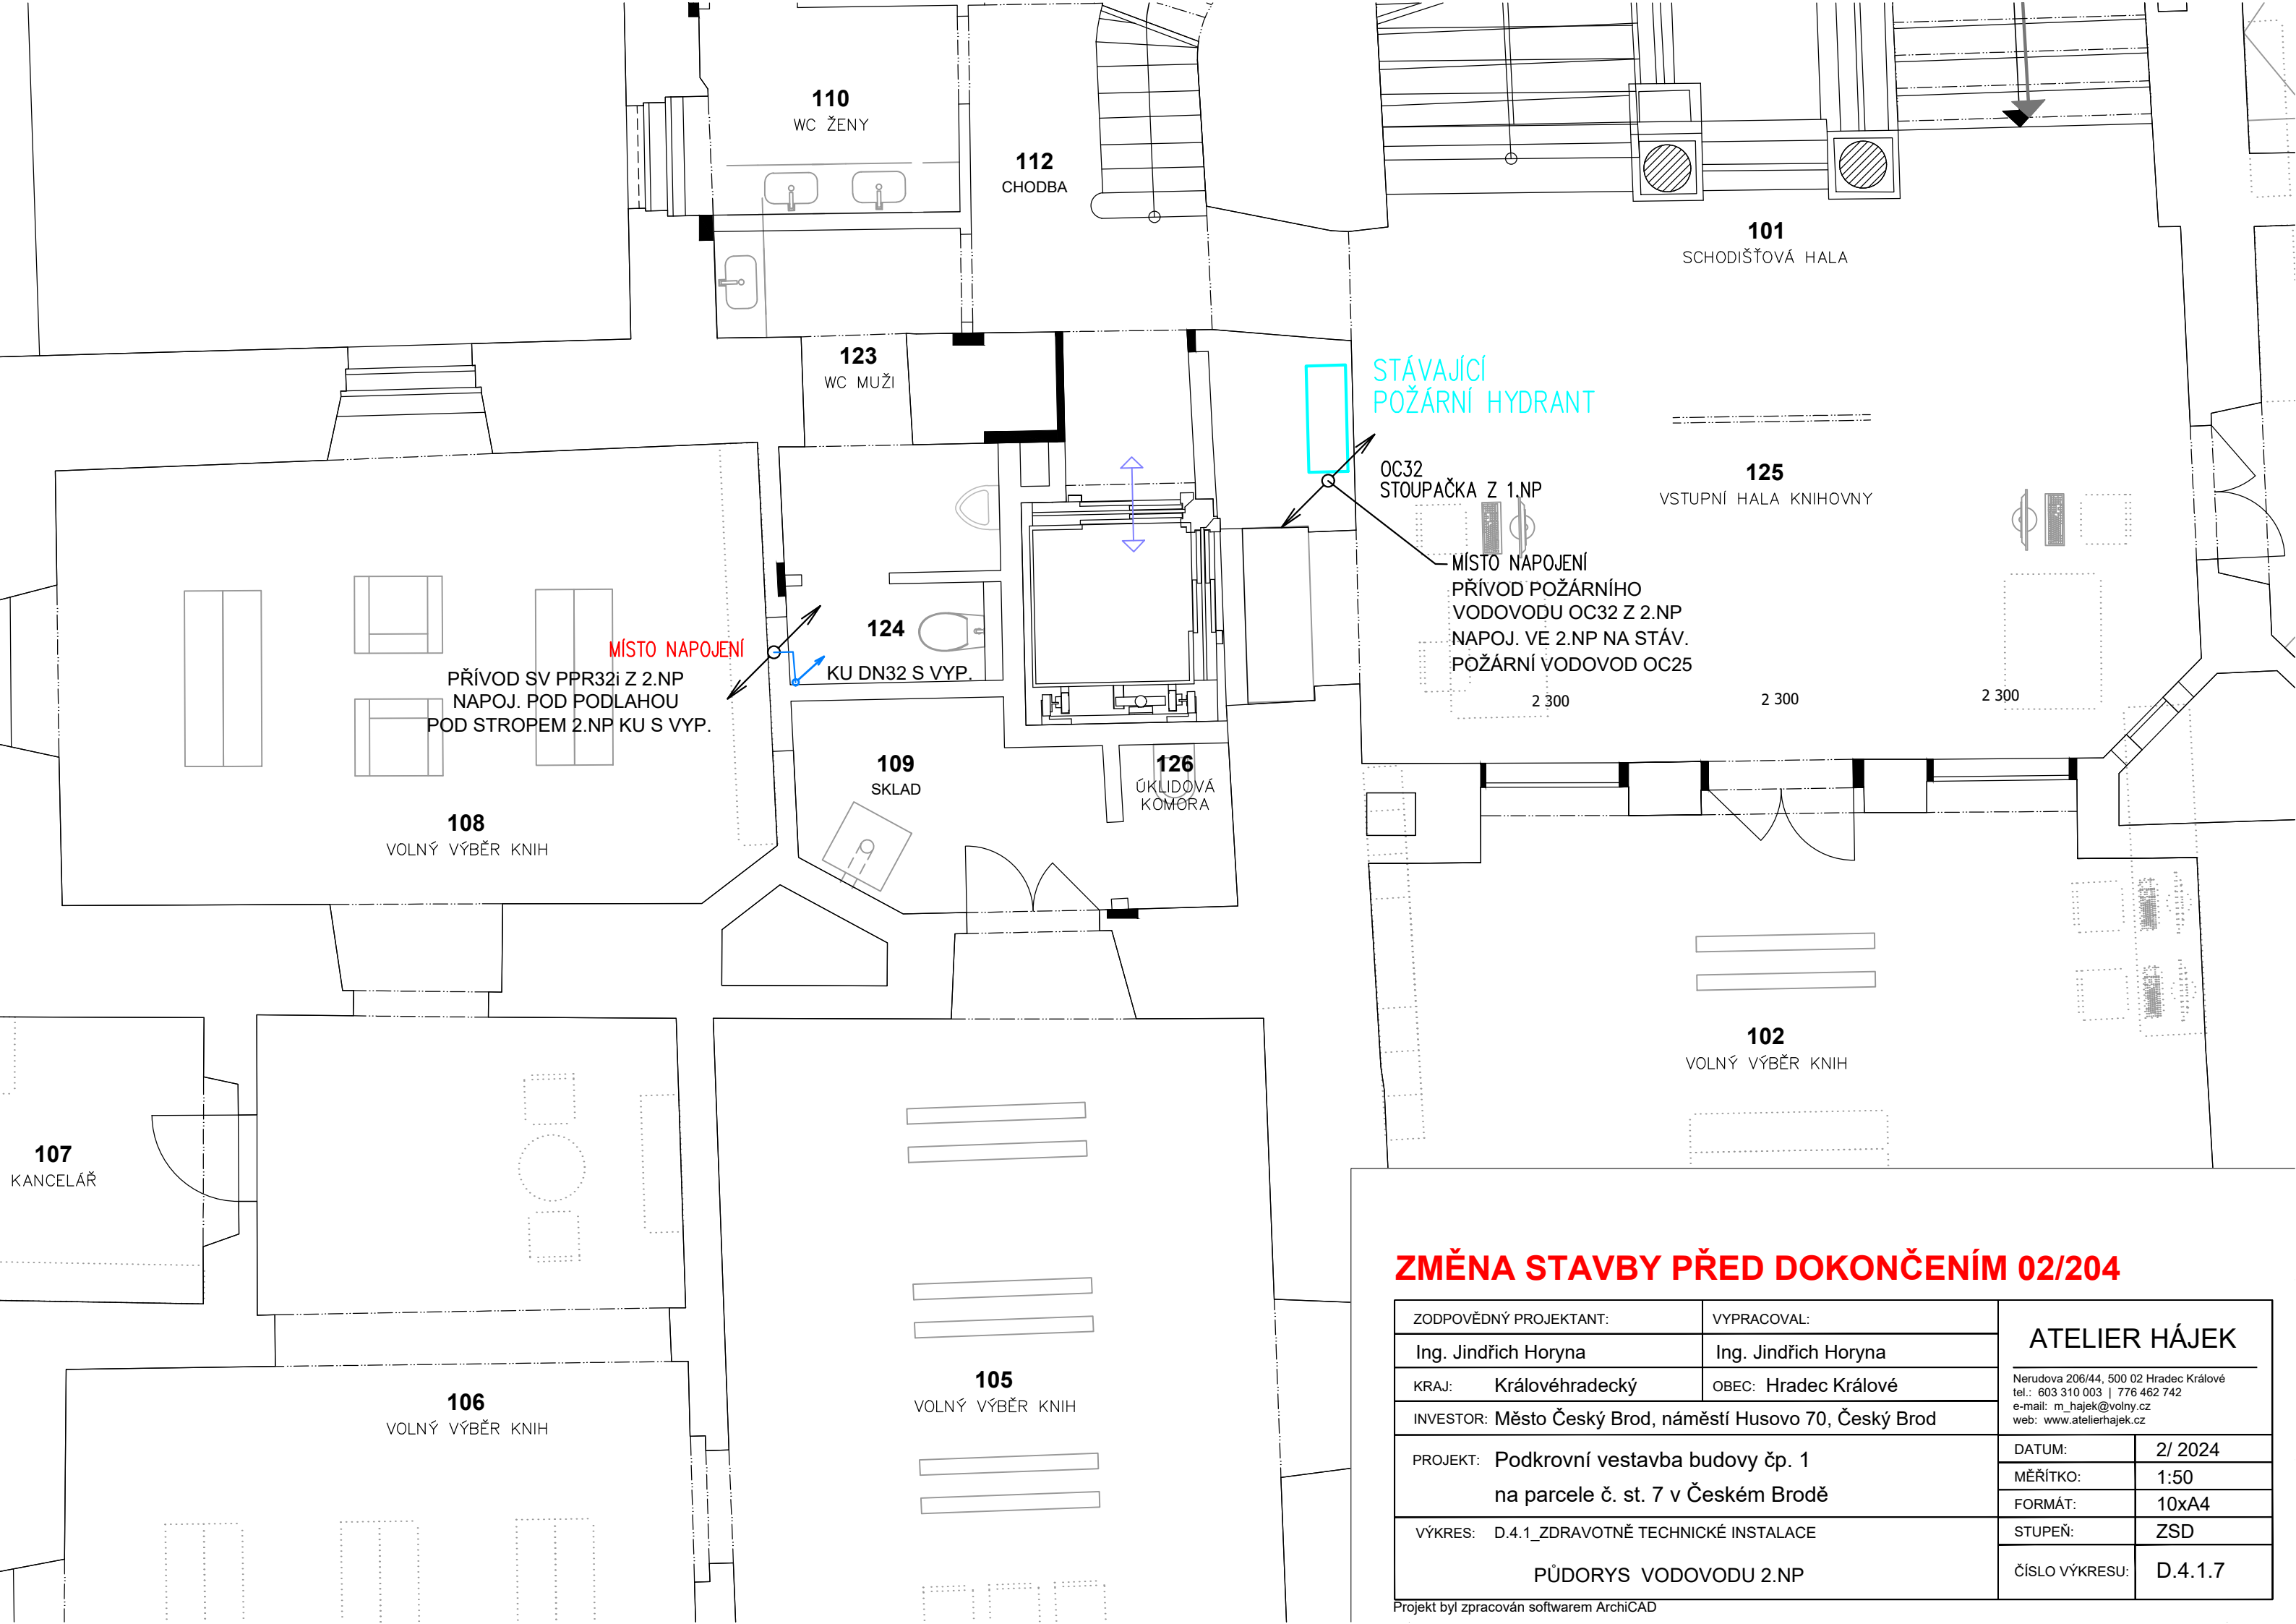 110
WC ŽENY
112
CHODBA
101
SCHODIŠŤOVÁ HALA
123
WC MUŽI
STÁVAJÍCÍ
POŽÁRNÍ HYDRANT
OC32
STOUPAČKA Z 1.NP
125
VSTUPNÍ HALA KNIHOVNY
MÍSTO NAPOJENÍ
PŘÍVOD POŽÁRNÍHO
VODOVODU OC32 Z 2.NP
NAPOJ. VE 2.NP NA STÁV.
POŽÁRNÍ VODOVOD OC25
2 300
2 300
2 300
124
MÍSTO NAPOJENÍ
PŘÍVOD SV PPR32i Z 2.NP
NAPOJ. POD PODLAHOU
POD STROPEM 2.NP KU S VYP.
KU DN32 S VYP.
109
SKLAD
126
ÚKLIDOVÁ
KOMORA
108
VOLNÝ VÝBĚR KNIH
102
VOLNÝ VÝBĚR KNIH
107
KANCELÁŘ
106
VOLNÝ VÝBĚR KNIH
105
VOLNÝ VÝBĚR KNIH
ZMĚNA STAVBY PŘED DOKONČENÍM 02/204
ZODPOVĚDNÝ PROJEKTANT:
VYPRACOVAL:
Ing. Jindřich Horyna
Ing. Jindřich Horyna
KRAJ: Královéhradecký
OBEC: Hradec Králové
INVESTOR: Město Český Brod, náměstí Husovo 70, Český Brod
PROJEKT: Podkrovní vestavba budovy čp. 1
na parcele č. st. 7 v Českém Brodě
VÝKRES: D.4.1_ZDRAVOTNĚ TECHNICKÉ INSTALACE
PŮDORYS VODOVODU 2.NP
ATELIER HÁJEK
Nerudova 206/44, 500 02 Hradec Králové
tel.: 603 310 003 | 776 462 742
e-mail: m_hajek@volny.cz
web: www.atelierhajek.cz
DATUM: 2/ 2024
MĚŘÍTKO: 1:50
FORMÁT: 10xA4
STUPEŇ: ZSD
ČÍSLO VÝKRESU: D.4.1.7
Projekt byl zpracován softwarem ArchiCAD